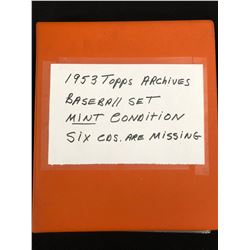 1953 Topps ARCHIVES
BASEBAll SET
MINT CONDITION
SIX CDS. ARE MISSING